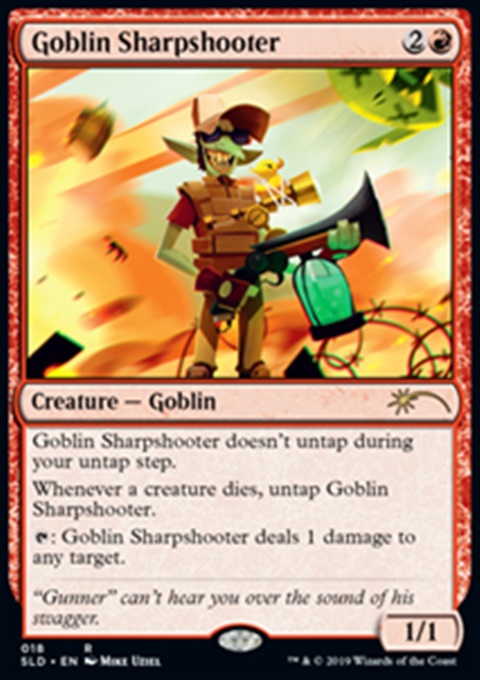 Goblin Sharpshooter 2
Creature — Goblin
Goblin Sharpshooter doesn't untap during
your untap step.
Whenever a creature dies, untap Goblin
Sharpshooter.
: Goblin Sharpshooter deals 1 damage to
any target.
"Gunner" can't hear you over the sound of his
swagger.
1/1
018 R
SLD • EN Mike Uziel ™ & © 2019 Wizards of the Coast